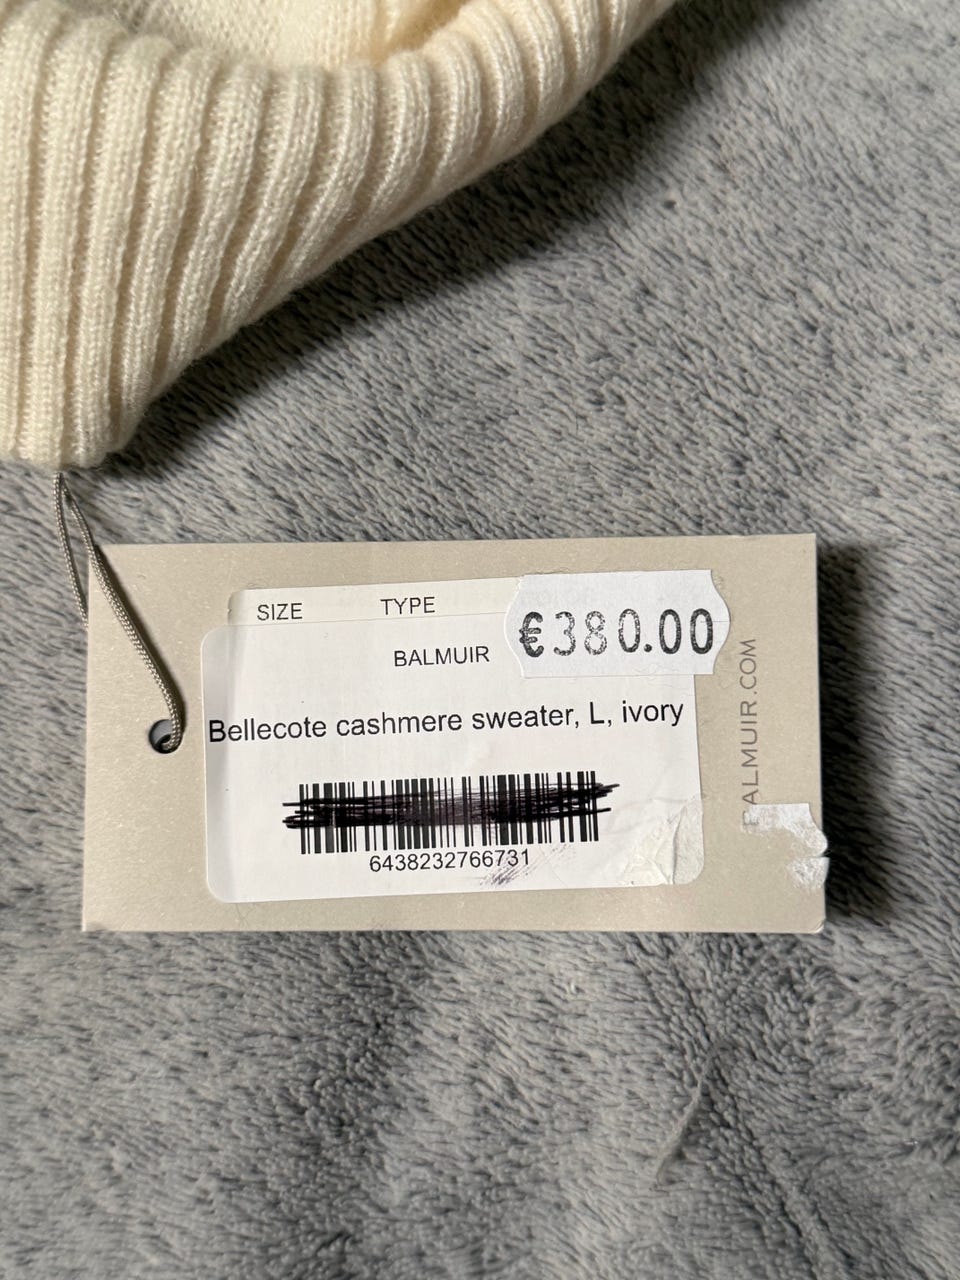 SIZE TYPE
€380.00
BALMUIR
Bellecote cashmere sweater, L, ivory
6438232766731
ALMUIR.COM